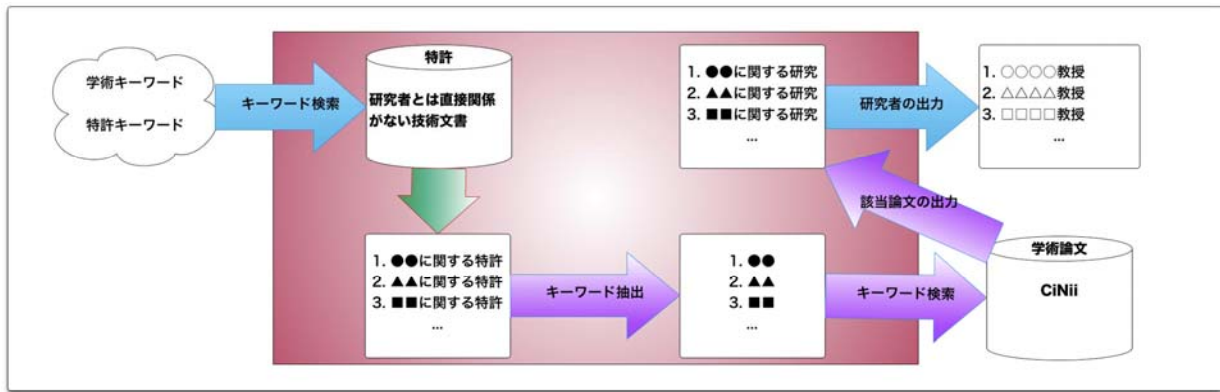 学術キーワード
特許キーワード
キーワード検索
特許
研究者とは直接関係
がない技術文書
1. ●●に関する特許
2. ▲▲に関する特許
3. ■■に関する特許
...
キーワード抽出
1. ●●
2. ▲▲
3. ■■
...
キーワード検索
学術論文
CiNii
該当論文の出力
1. ●●に関する研究
2. ▲▲に関する研究
3. ■■に関する研究
...
研究者の出力
1. ○○○○教授
2. △△△△教授
3. □□□□教授
...